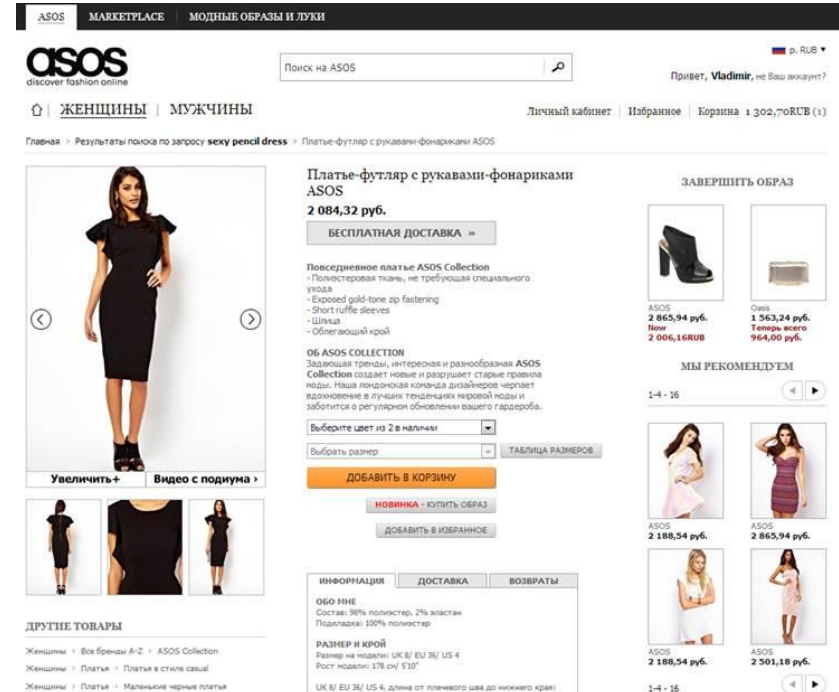 ASOS MARKETPLACE МОДНЫЕ ОБРАЗЫ И ЛУКИ
asos
discover fashion online
Поиск на ASOS
р. RUB
Привет, Vladimir, не Ваш аккаунт?
ЖЕНЩИНЫ | МУЖЧИНЫ
Личный кабинет | Избранное | Корзина 1 302,70RUB (1)
Главная > Результаты поиска по запросу sexy pencil dress > Платье-футляр с рукавами-фонариками ASOS
Платье-футляр с рукавами-фонариками
ASOS
2 084,32 руб.
БЕСПЛАТНАЯ ДОСТАВКА »
Повседневное платье ASOS Collection
- Полиэстеровая ткань, не требующая специального
ухода
- Exposed gold-tone zip fastening
- Short ruffle sleeves
- Шлица
- Облегающий крой
ОБ ASOS COLLECTION
Задающая тренды, интересная и разнообразная ASOS
Collection создает новые и разрушает старые правила
моды. Наша лондонская команда дизайнеров черпает
вдохновение в лучших тенденциях мировой моды и
заботится о регулярном обновлении вашего гардероба.
Выберите цвет из 2 в наличии
Выбрать размер
ТАБЛИЦА РАЗМЕРОВ
ДОБАВИТЬ В КОРЗИНУ
НОВИНКА - КУПИТЬ ОБРАЗ
ДОБАВИТЬ В ИЗБРАННОЕ
Увеличить+
Видео с подиума ›
ИНФОРМАЦИЯ ДОСТАВКА ВОЗВРАТЫ
ОБО МНЕ
Состав: 98% полиэстер, 2% эластан
Подкладка: 100% полиэстер
РАЗМЕР И КРОЙ
Размер на модели: UK 8/ EU 36/ US 4
Рост модели: 178 см/ 5'10"
UK 8/ EU 36/ US 4, длина от плечевого шва до нижнего края:
ДРУГИЕ ТОВАРЫ
Женщины > Все бренды A-Z > ASOS Collection
Женщины > Платья > Платья в стиле casual
Женщины > Платья > Маленькие черные платья
ЗАВЕРШИТЬ ОБРАЗ
ASOS
2 865,94 руб.
Now
2 006,16RUB
Oasis
1 563,24 руб.
Теперь всего
964,00 руб.
МЫ РЕКОМЕНДУЕМ
1-4 - 16
ASOS
2 188,54 руб.
ASOS
2 865,94 руб.
ASOS
2 188,54 руб.
ASOS
2 501,18 руб.
1-4 - 16